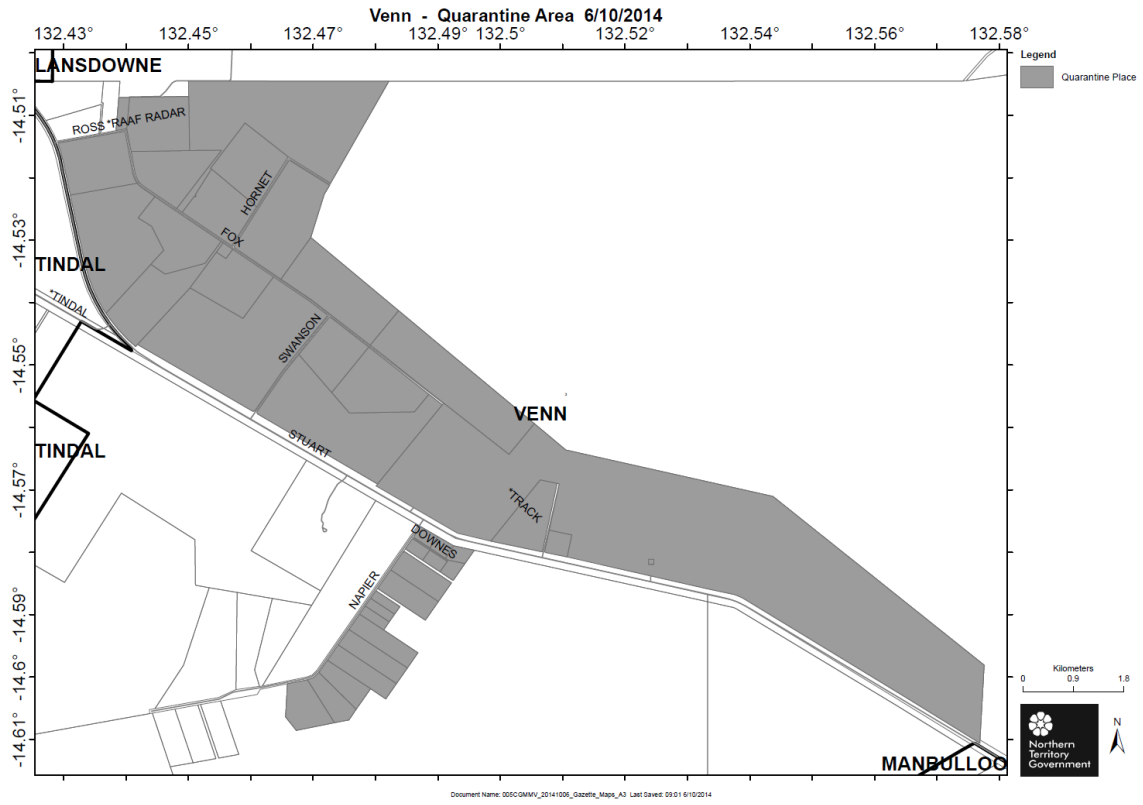 Venn - Quarantine Area 6/10/2014
132.43° 132.45° 132.47° 132.49° 132.5° 132.52° 132.54° 132.56° 132.58°
Legend
Quarantine Place
LANSDOWNE
-14.51°
ROSS *RAAF RADAR
HORNET
-14.53°
FOX
TINDAL
*TINDAL
SWANSON
-14.55°
VENN
STUART
TINDAL
-14.57°
*TRACK
DOWNES
NAPIER
-14.59°
-14.6°
Kilometers
0 0.9 1.8
-14.61°
MANBULLOO
N
Northern
Territory
Government
Document Name: 005CGMMV_20141006_Gazette_Maps_A3 Last Saved: 09:01 6/10/2014